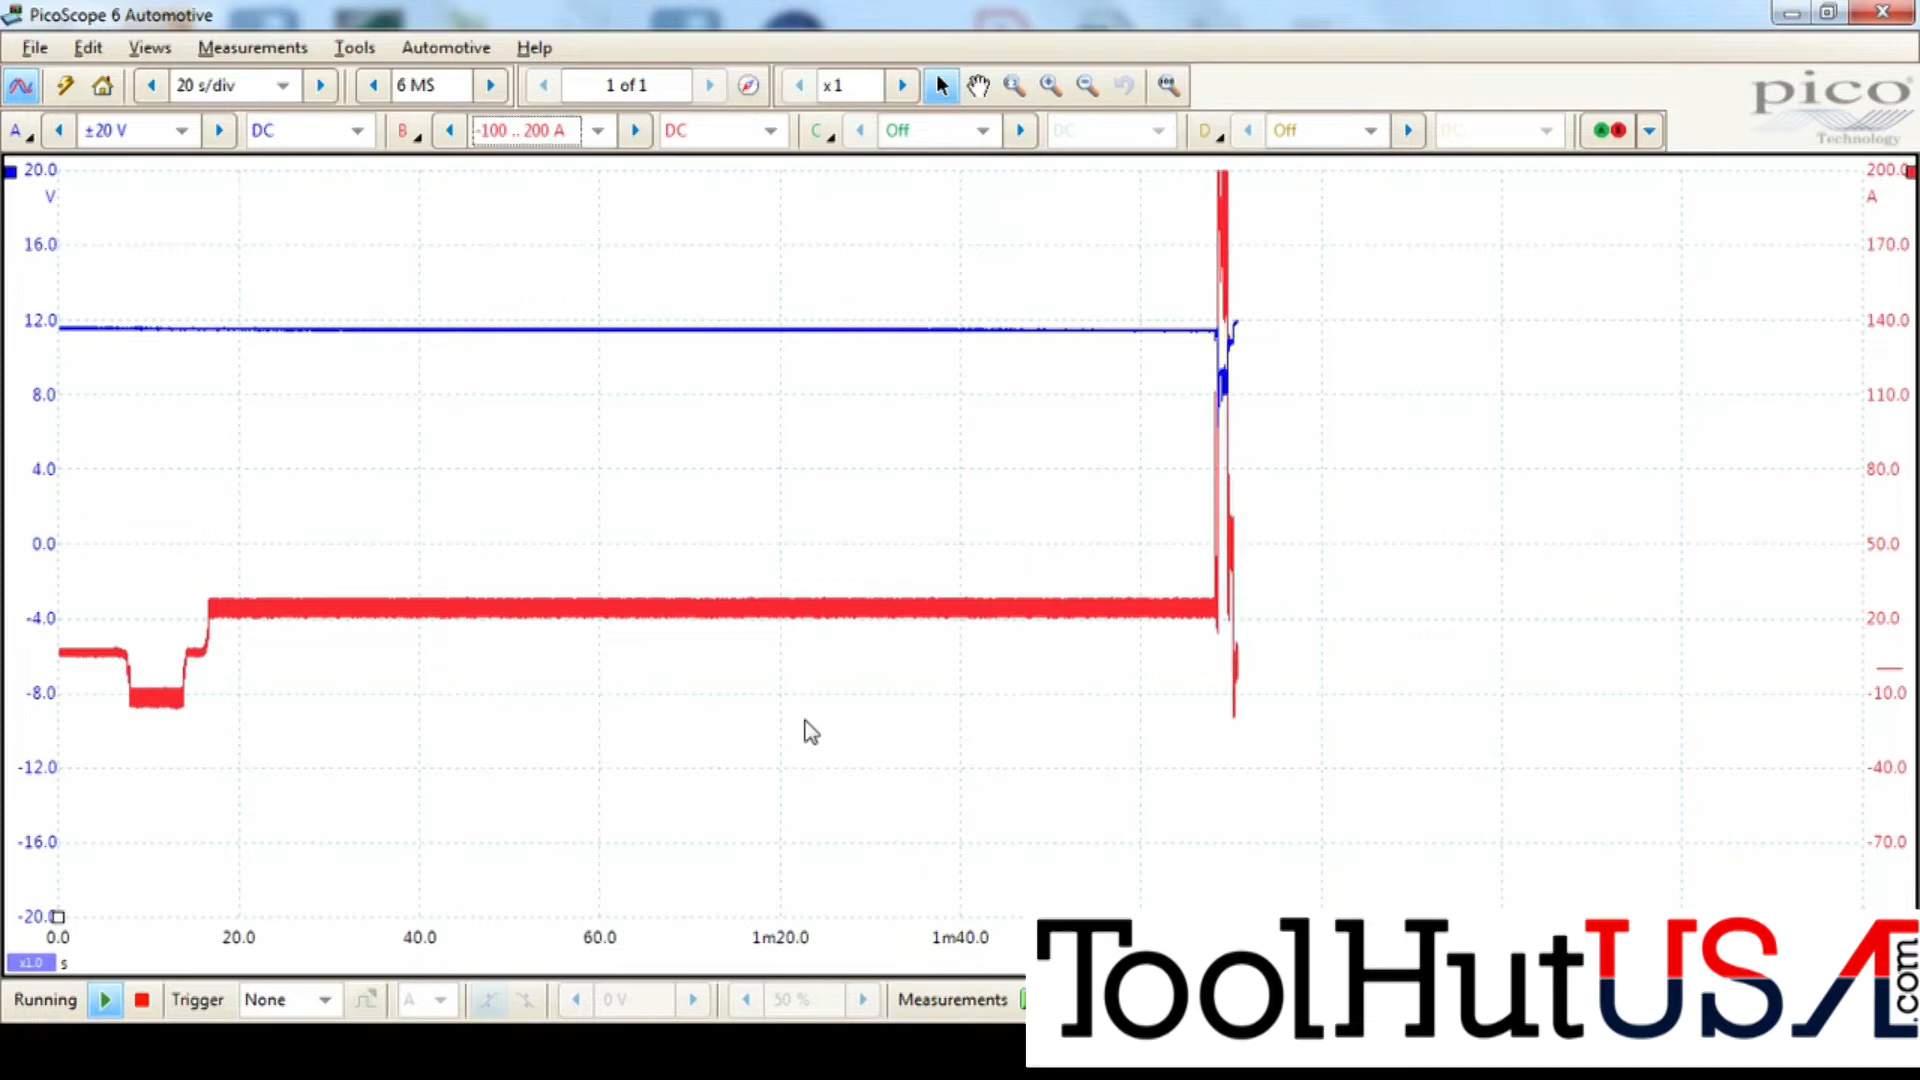 PicoScope 6 Automotive
File Edit Views Measurements Tools Automotive Help
20 s/div 6 MS 1 of 1 x1
pico
Technology
A ±20 V DC B -100 .. 200 A DC C Off DC D Off DC
20.0 200.0
V A
16.0 170.0
12.0 140.0
8.0 110.0
4.0 80.0
0.0 50.0
-4.0 20.0
-8.0 -10.0
-12.0 -40.0
-16.0 -70.0
-20.0
0.0 20.0 40.0 60.0 1m20.0 1m40.0
x1.0 s
Running Trigger None A 0 V 50 % Measurements
ToolHutUSA.com